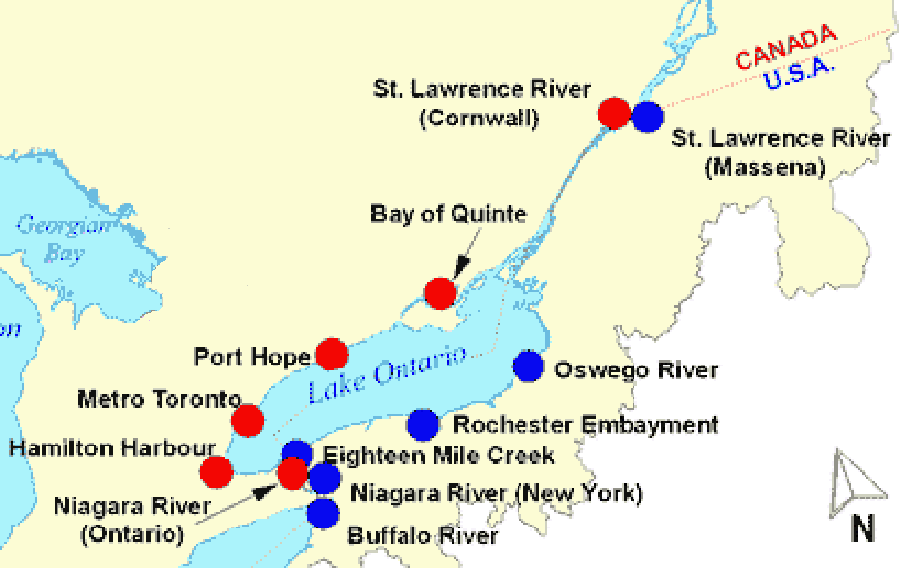 CANADA
U.S.A.
St. Lawrence River
(Cornwall)
St. Lawrence River
(Massena)
Bay of Quinte
Georgian
Bay
on
Port Hope
Lake Ontario
Oswego River
Metro Toronto
Rochester Embayment
Hamilton Harbour
Eighteen Mile Creek
Niagara River (New York)
Niagara River
(Ontario)
Buffalo River
N